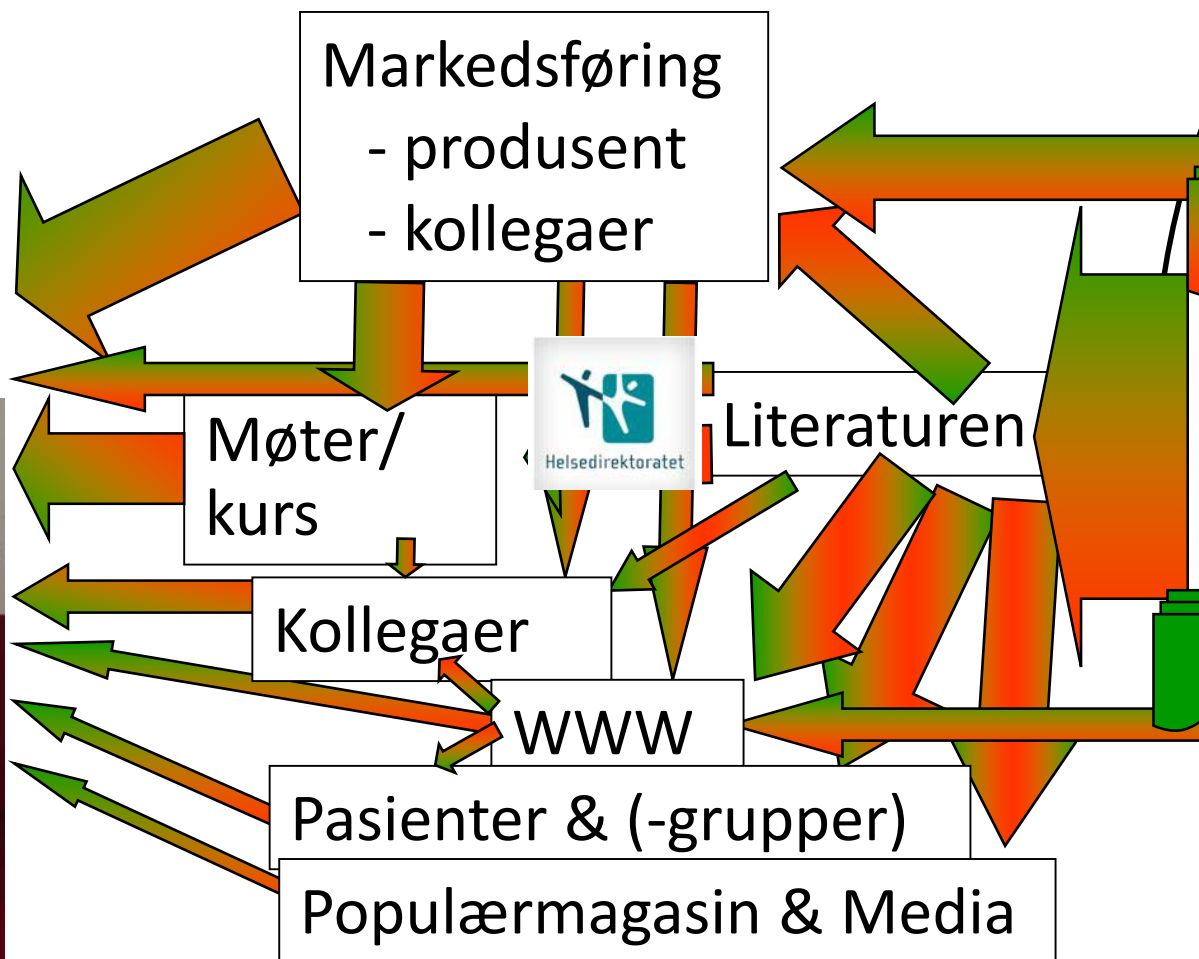 Markedsføring
- produsent
- kollegaer
Helsedirektoratet
Literaturen
Møter/
kurs
Kollegaer
WWW
Pasienter & (-grupper)
Populærmagasin & Media